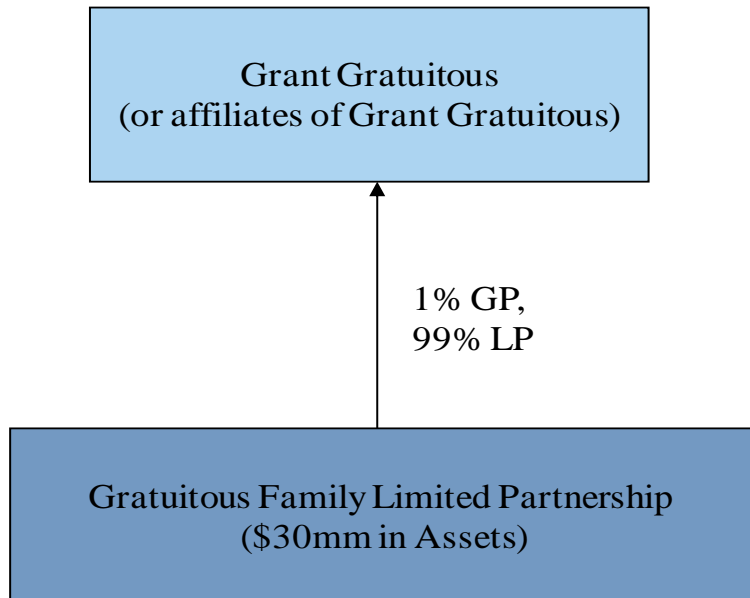 Grant Gratuitous
(or affiliates of Grant Gratuitous)
1% GP,
99% LP
Gratuitous Family Limited Partnership
($30mm in Assets)